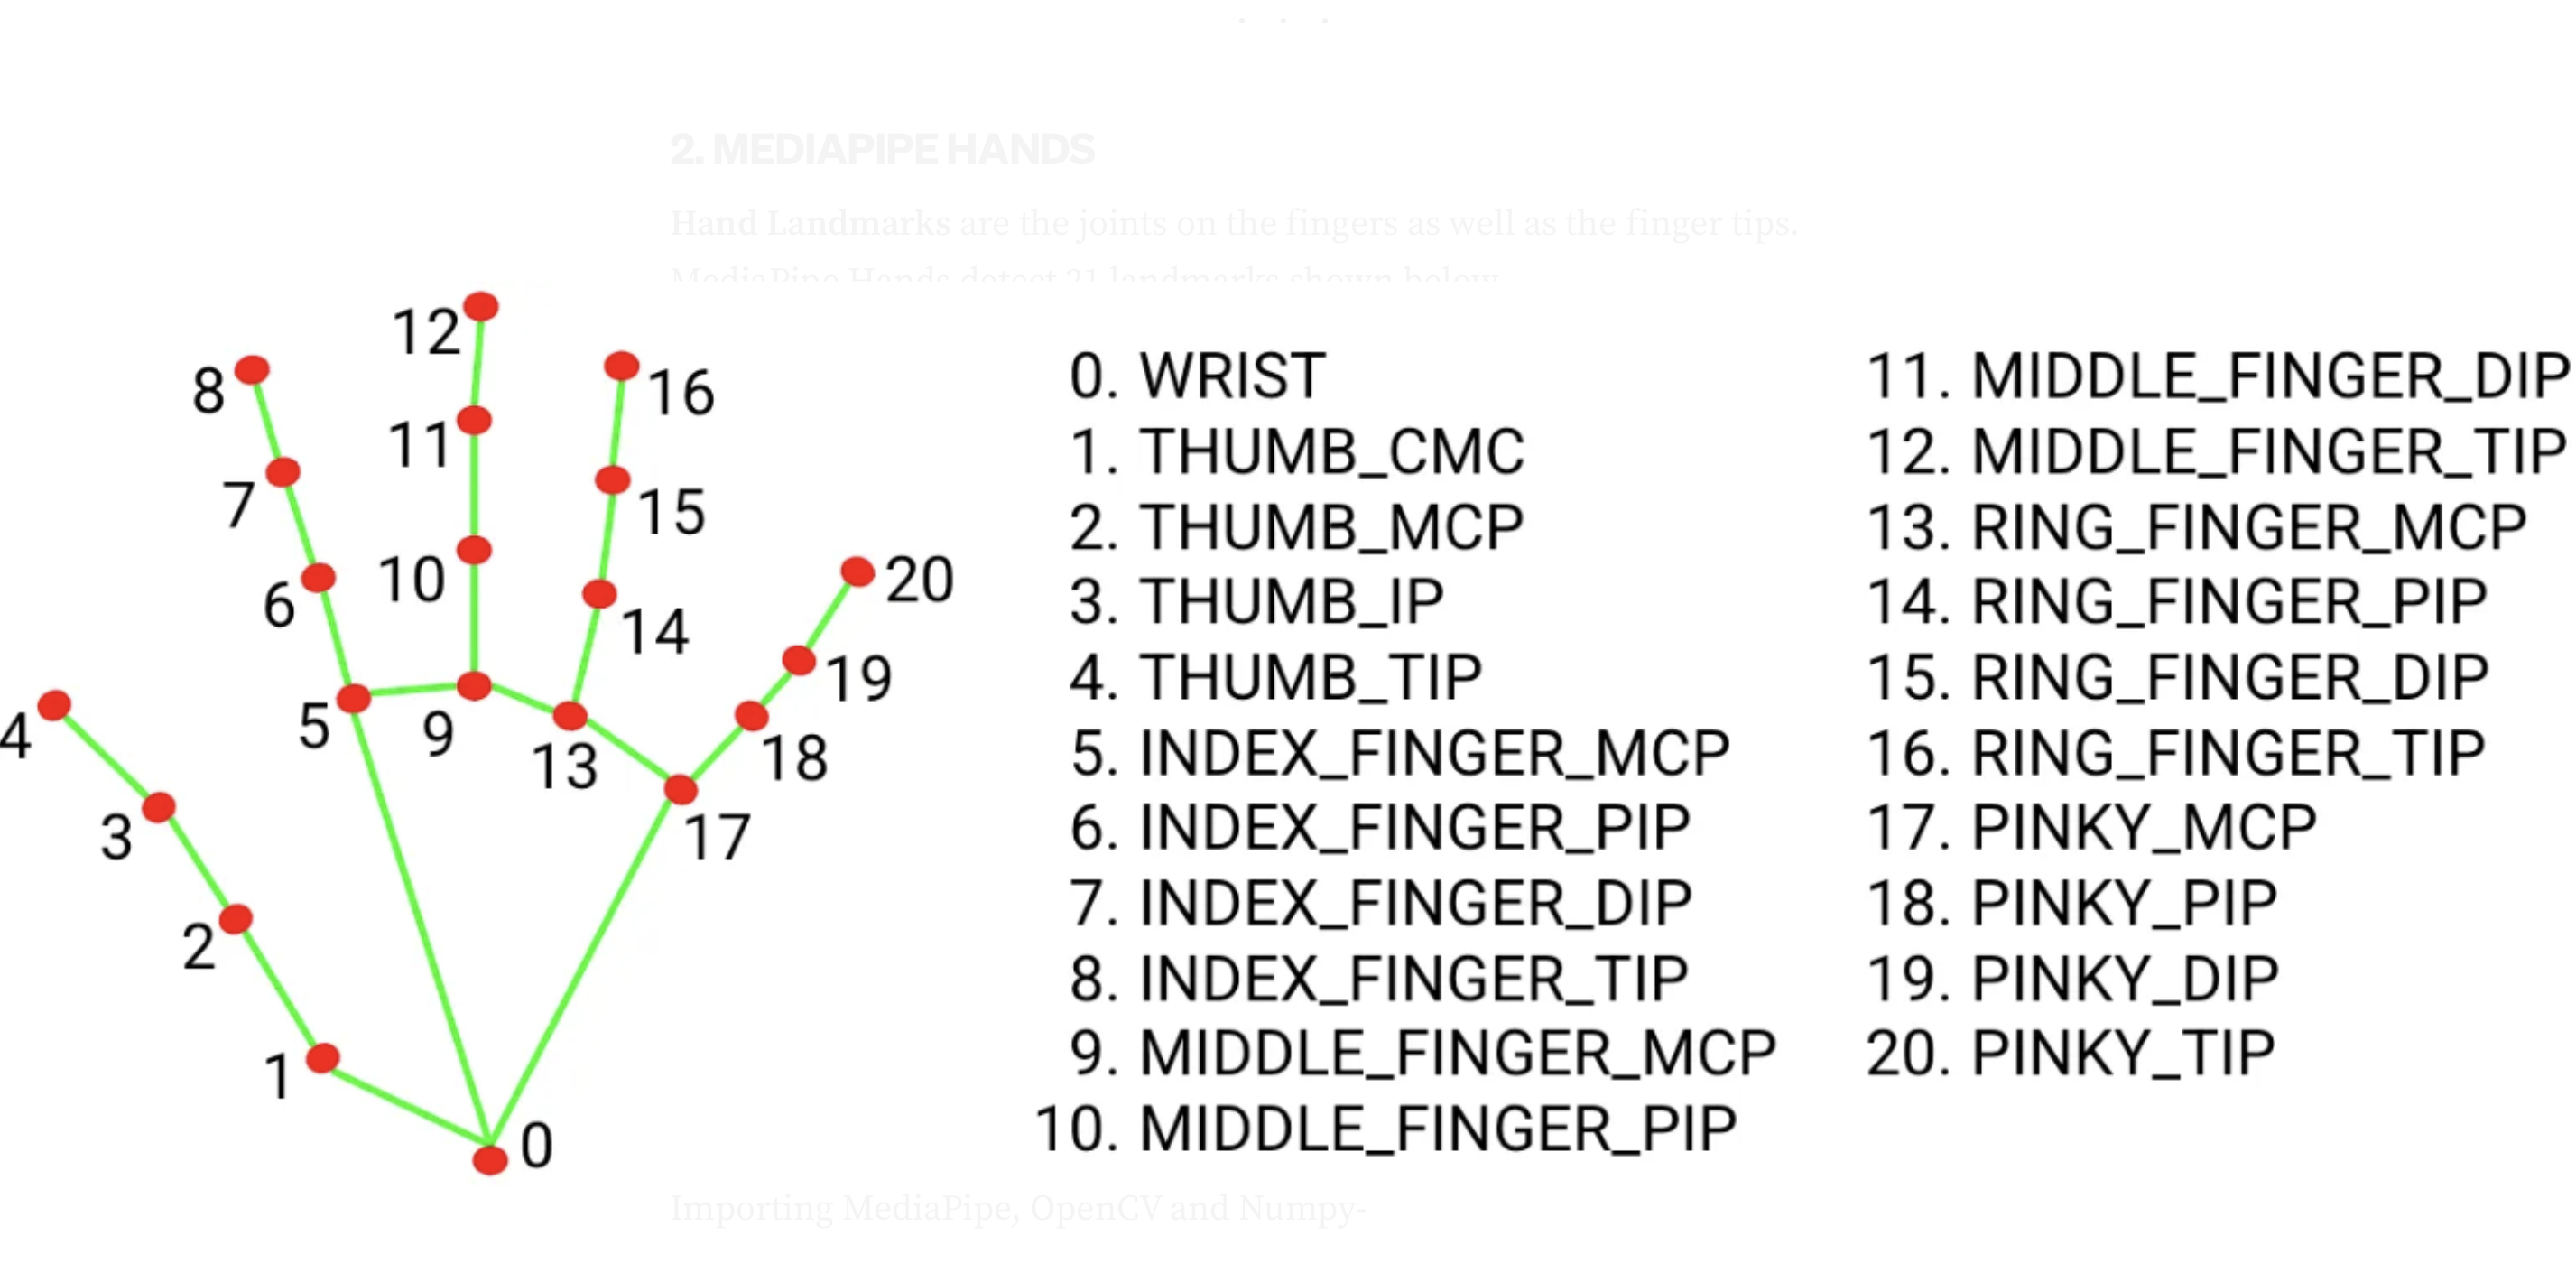 . . .
2. MEDIAPIPE HANDS
Hand Landmarks are the joints on the fingers as well as the finger tips.
MediaPipe Hands detect 21 landmarks shown below
12
8
16
11
7
15
10
20
6
14
19
4
5
9
13
18
3
17
2
1
0
0. WRIST
1. THUMB_CMC
2. THUMB_MCP
3. THUMB_IP
4. THUMB_TIP
5. INDEX_FINGER_MCP
6. INDEX_FINGER_PIP
7. INDEX_FINGER_DIP
8. INDEX_FINGER_TIP
9. MIDDLE_FINGER_MCP
10. MIDDLE_FINGER_PIP
11. MIDDLE_FINGER_DIP
12. MIDDLE_FINGER_TIP
13. RING_FINGER_MCP
14. RING_FINGER_PIP
15. RING_FINGER_DIP
16. RING_FINGER_TIP
17. PINKY_MCP
18. PINKY_PIP
19. PINKY_DIP
20. PINKY_TIP
Importing MediaPipe, OpenCV and Numpy-